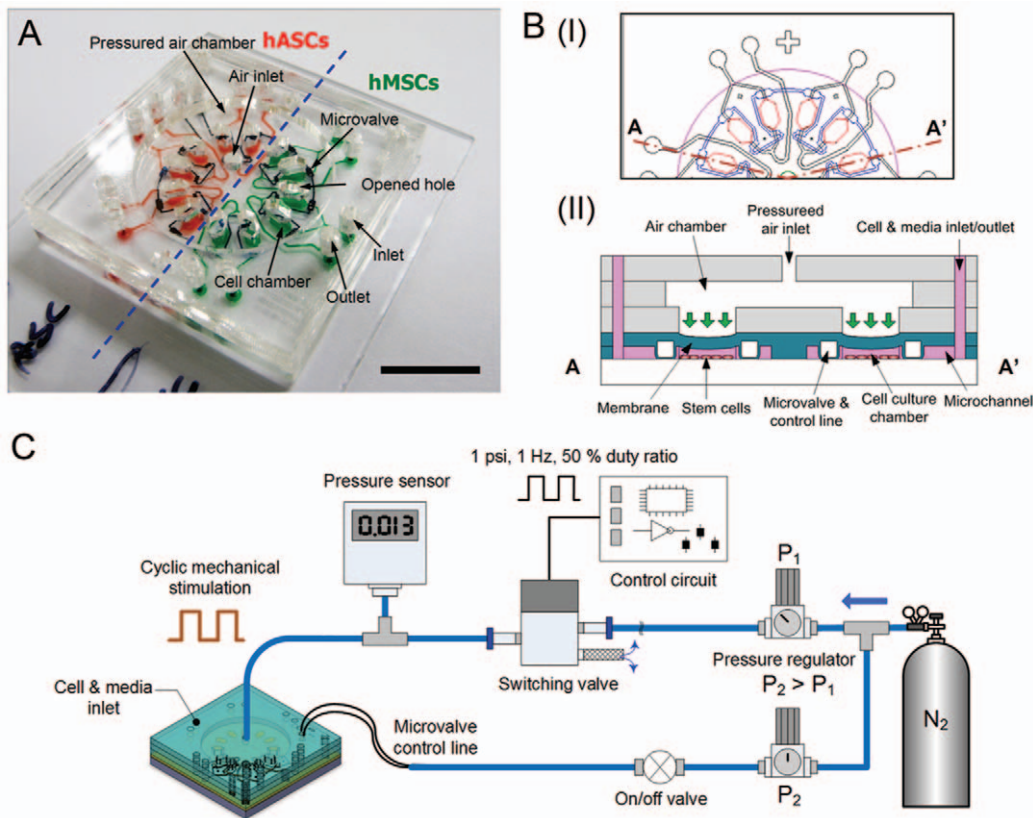 A
Pressured air chamber
hASCs
Air inlet
hMSCs
Microvalve
Opened hole
Inlet
Outlet
Cell chamber
B (I)
A
A'
(II)
Air chamber
Pressureed
air inlet
Cell & media inlet/outlet
A
A'
Membrane
Stem cells
Microvalve &
control line
Cell culture
chamber
Microchannel
C
1 psi, 1 Hz, 50 % duty ratio
Pressure sensor
0.013
Control circuit
Cyclic mechanical
stimulation
P1
Pressure regulator
P2 > P1
Switching valve
N2
Cell & media
inlet
Microvalve
control line
On/off valve
P2